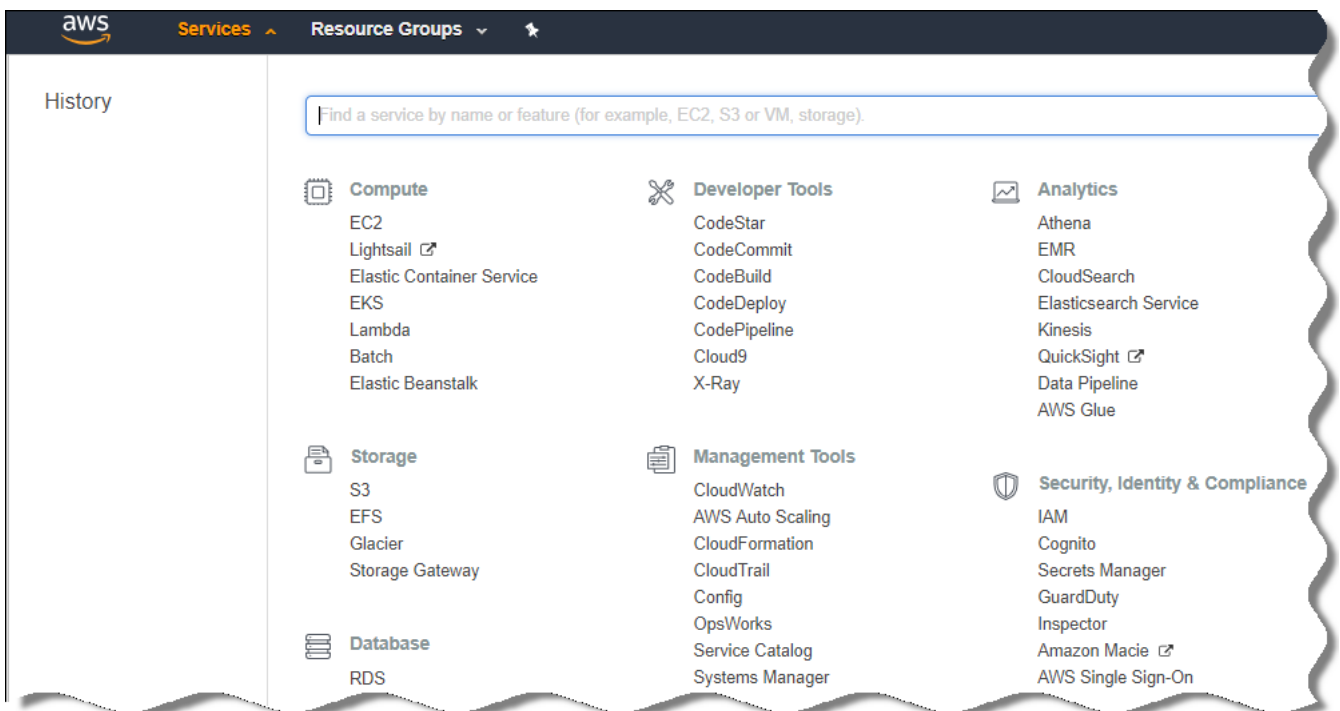 aws
Services
Resource Groups
History
Find a service by name or feature (for example, EC2, S3 or VM, storage).
Compute
EC2
Lightsail
Elastic Container Service
EKS
Lambda
Batch
Elastic Beanstalk
Storage
S3
EFS
Glacier
Storage Gateway
Database
RDS
Developer Tools
CodeStar
CodeCommit
CodeBuild
CodeDeploy
CodePipeline
Cloud9
X-Ray
Management Tools
CloudWatch
AWS Auto Scaling
CloudFormation
CloudTrail
Config
OpsWorks
Service Catalog
Systems Manager
Analytics
Athena
EMR
CloudSearch
Elasticsearch Service
Kinesis
QuickSight
Data Pipeline
AWS Glue
Security, Identity & Compliance
IAM
Cognito
Secrets Manager
GuardDuty
Inspector
Amazon Macie
AWS Single Sign-On